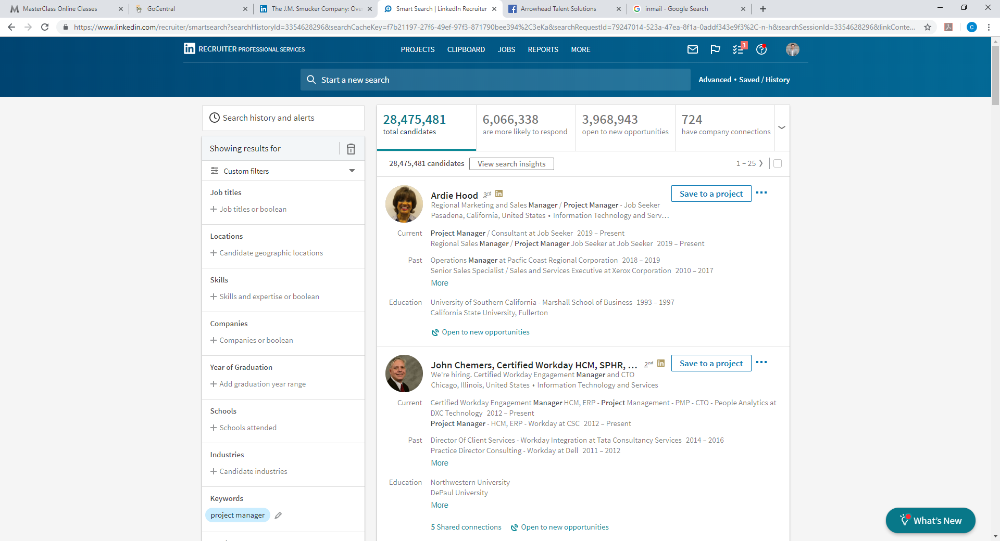 MasterClass Online Classes
GoCentral
The J.M. Smucker Company: Ove
Smart Search | LinkedIn Recruiter
Arrowhead Talent Solutions
inmail - Google Search
https://www.linkedin.com/recruiter/smartsearch?searchHistoryId=3354628296&searchCacheKey=f7b21197-27f6-49ef-97f3-871790bee394%2C3eKa&searchRequestId=79247014-523a-47ea-8f1a-0addf343e9f3%2C-n-h&searchSessionId=3354628296&linkConte...
C
in RECRUITER PROFESSIONAL SERVICES
PROJECTS CLIPBOARD JOBS REPORTS MORE
3
Start a new search
Advanced • Saved / History
Search history and alerts
Showing results for
Custom filters
Job titles
+ Job titles or boolean
Locations
+ Candidate geographic locations
Skills
+ Skills and expertise or boolean
Companies
+ Companies or boolean
Year of Graduation
+ Add graduation year range
Schools
+ Schools attended
Industries
+ Candidate industries
Keywords
project manager
28,475,481
total candidates
6,066,338
are more likely to respond
3,968,943
open to new opportunities
724
have company connections
28,475,481 candidates View search insights
1 – 25
Ardie Hood 3rd in
Save to a project
Regional Marketing and Sales Manager / Project Manager - Job Seeker
Pasadena, California, United States • Information Technology and Serv…
Current Project Manager / Consultant at Job Seeker 2019 – Present
Regional Sales Manager / Project Manager Job Seeker at Job Seeker 2019 – Present
Past Operations Manager at Pacfic Coast Regional Corporation 2018 – 2019
Senior Sales Specialist / Sales and Services Executive at Xerox Corporation 2010 – 2017
More
Education University of Southern California - Marshall School of Business 1993 – 1997
California State University, Fullerton
Open to new opportunities
John Chemers, Certified Workday HCM, SPHR, ... 2nd in
Save to a project
We're hiring. Certified Workday Engagement Manager and CTO
Chicago, Illinois, United States • Information Technology and Services
Current Certified Workday Engagement Manager HCM, ERP - Project Management - PMP - CTO - People Analytics at
DXC Technology 2012 – Present
Project Manager - HCM, ERP - Workday at CSC 2012 – Present
Past Director Of Client Services - Workday Integration at Tata Consultancy Services 2014 – 2016
Practice Director Consulting - Workday at Dell 2011 – 2012
More
Education Northwestern University
DePaul University
More
5 Shared connections Open to new opportunities
What's New